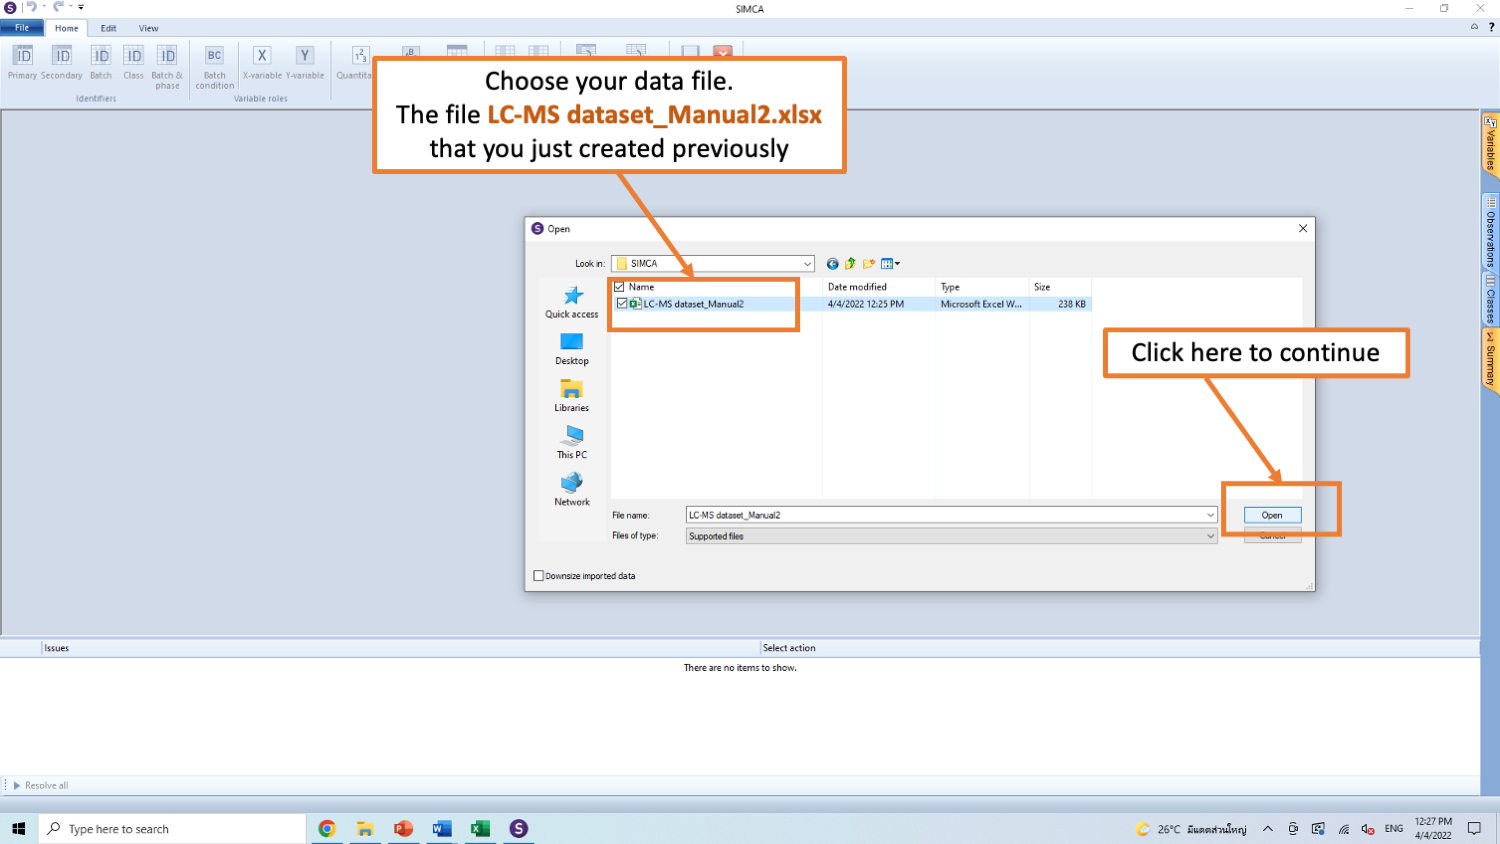 SIMCA
File Home Edit View
?
ID ID ID ID ID BC X Y
Primary Secondary Batch Class Batch & phase Batch condition X-variable Y-variable
Identifiers Variable roles
Choose your data file.
The file LC-MS dataset_Manual2.xlsx
that you just created previously
Variables
Observations
Classes
Σ Summary
S Open
Look in: SIMCA
Name Date modified Type Size
LC-MS dataset_Manual2 4/4/2022 12:25 PM Microsoft Excel W... 238 KB
Quick access
Desktop
Libraries
This PC
Network
Click here to continue
File name: LC-MS dataset_Manual2 Open
Files of type: Supported files
Downsize imported data
Issues Select action
There are no items to show.
Resolve all
Type here to search
26°C มีแดดส่วนใหญ่ ENG 12:27 PM
4/4/2022